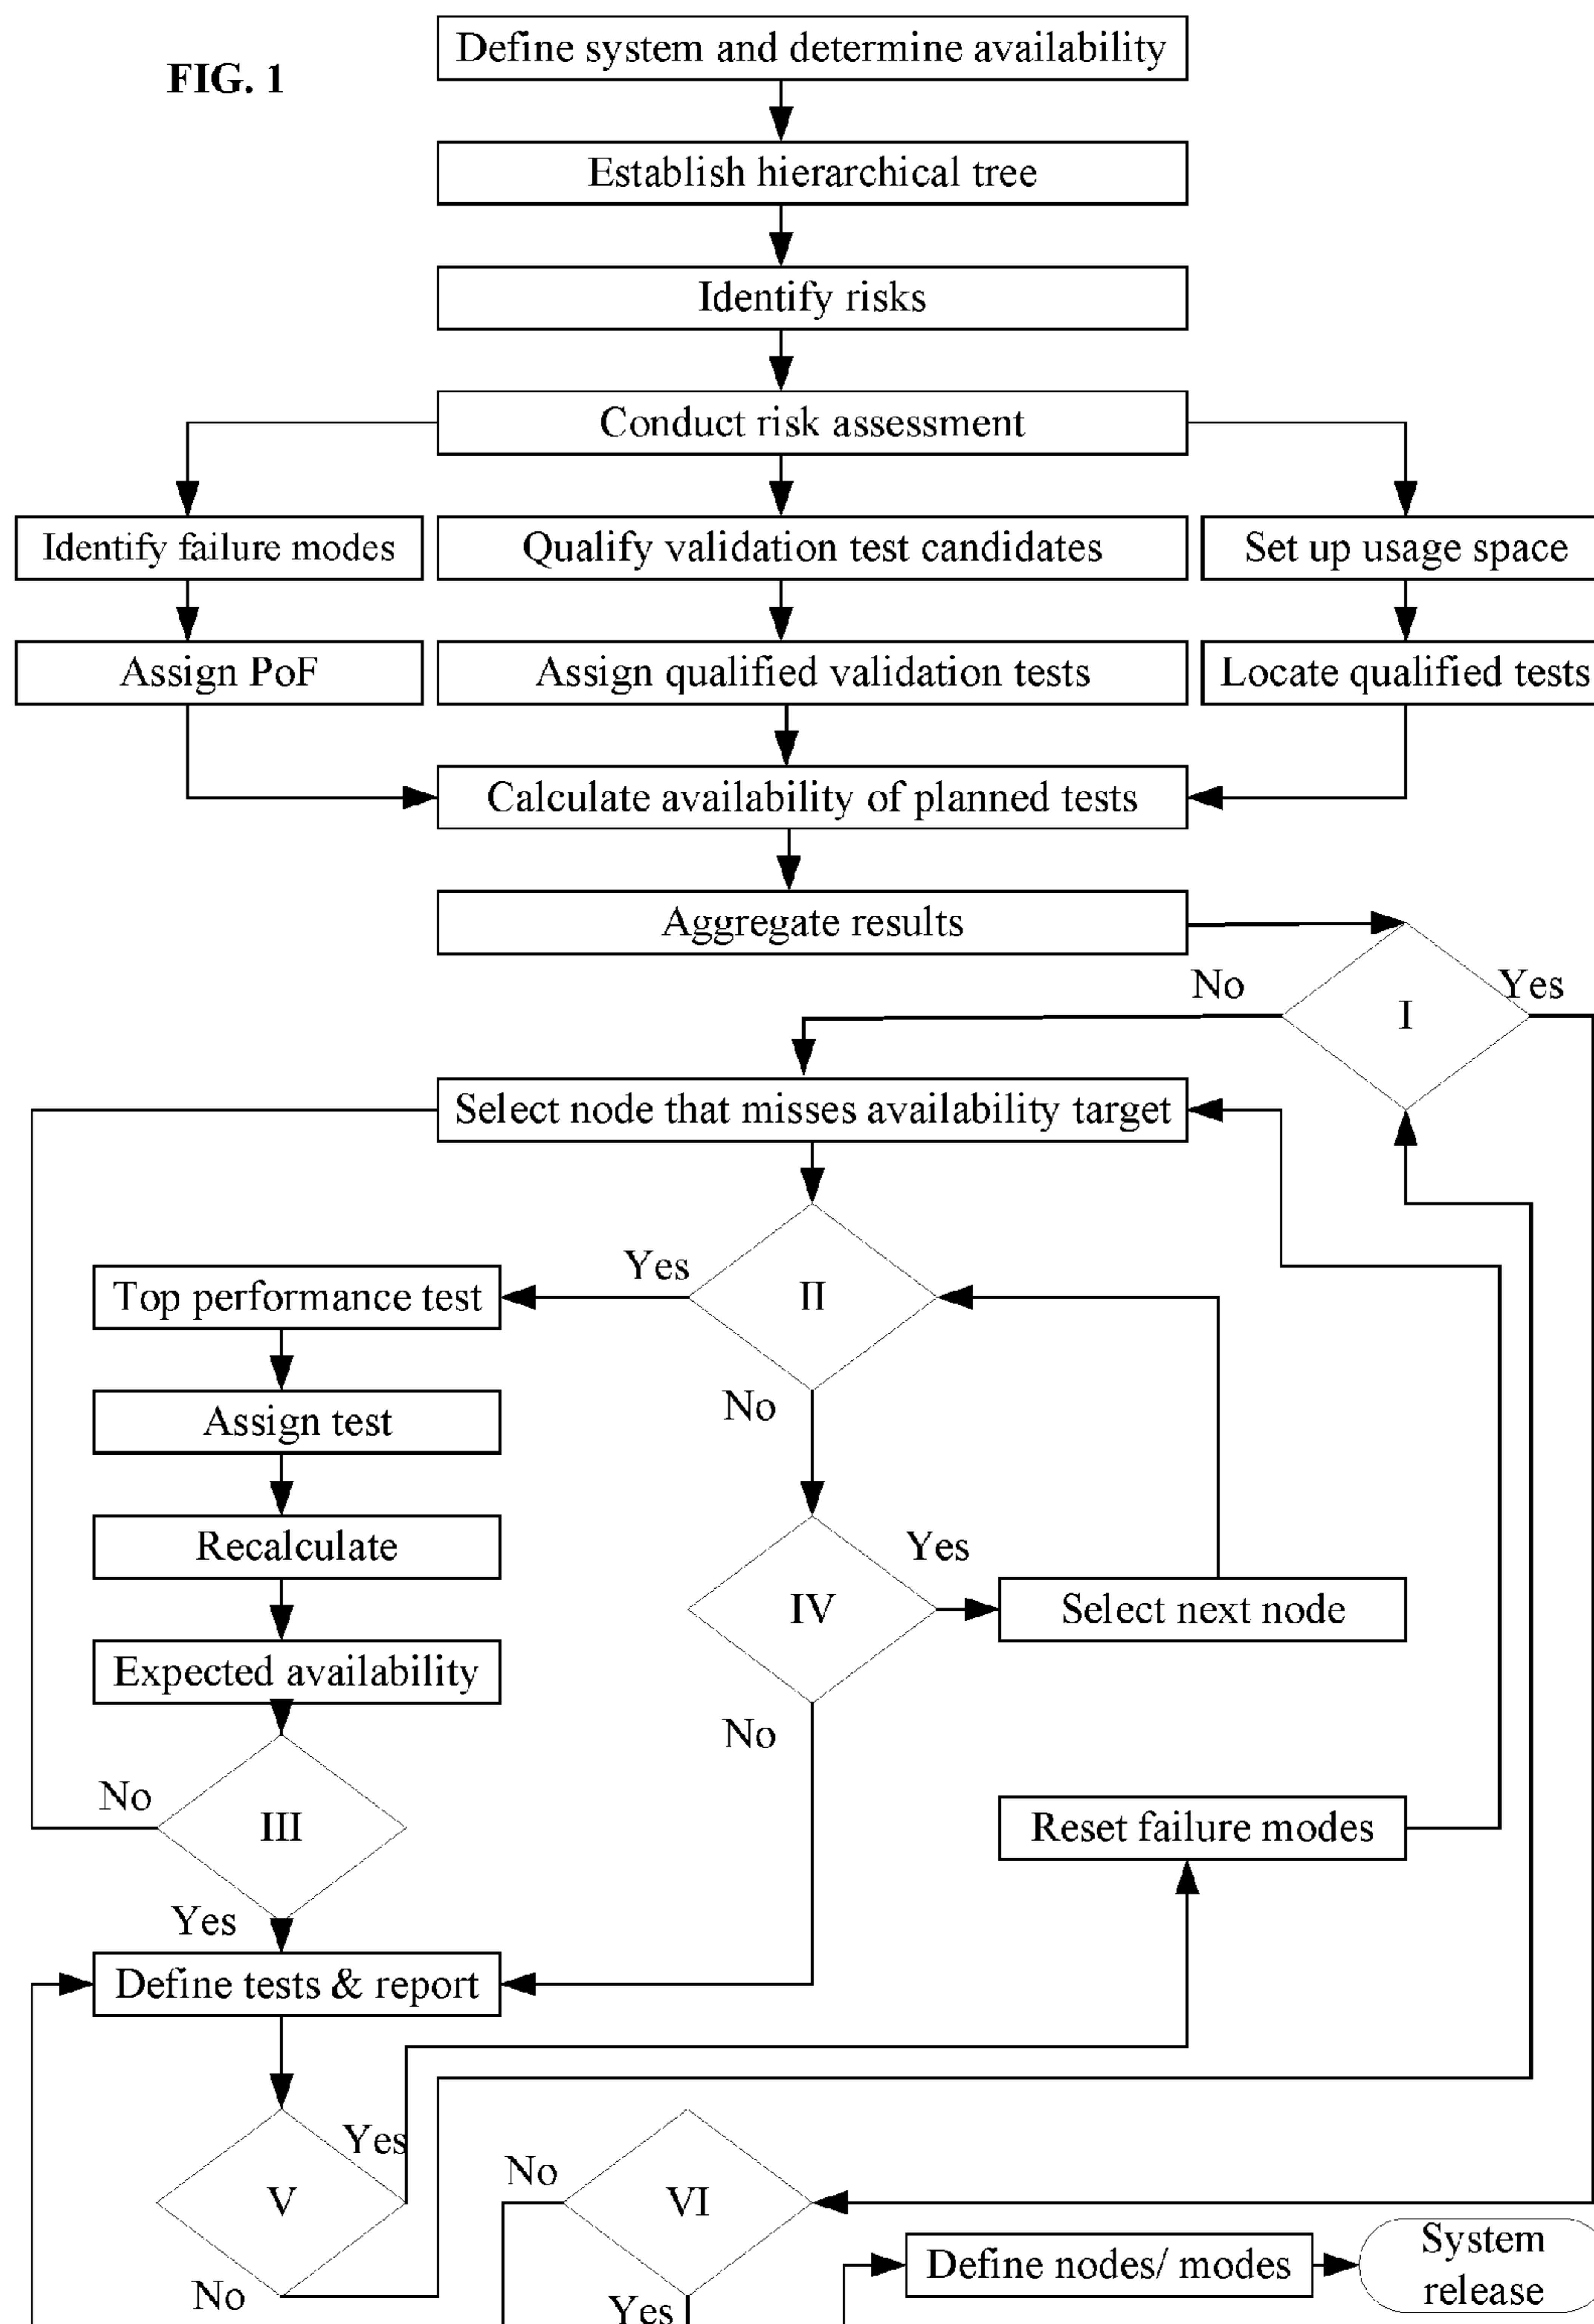 FIG. 1
Define system and determine availability
Establish hierarchical tree
Identify risks
Conduct risk assessment
Identify failure modes
Qualify validation test candidates
Set up usage space
Assign PoF
Assign qualified validation tests
Locate qualified tests
Calculate availability of planned tests
Aggregate results
No
Yes
I
Select node that misses availability target
Yes
II
Top performance test
No
Assign test
Recalculate
Yes
IV
Select next node
Expected availability
No
No
III
Reset failure modes
Yes
Define tests & report
Yes
V
No
VI
No
Yes
Define nodes/ modes
System
release